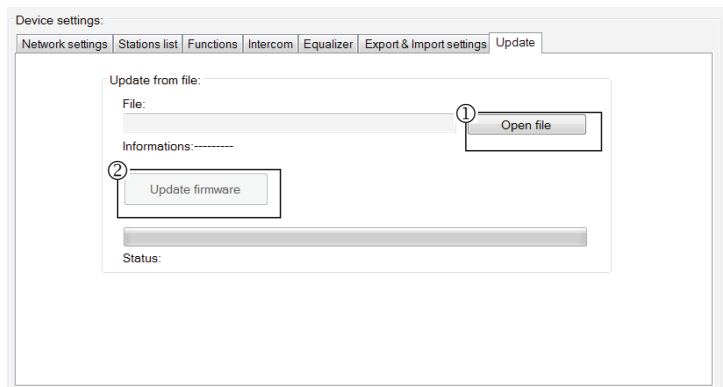 Device settings:
Network settings Stations list Functions Intercom Equalizer Export & Import settings Update
Update from file:
File:
① Open file
Informations:---------
② Update firmware
Status: